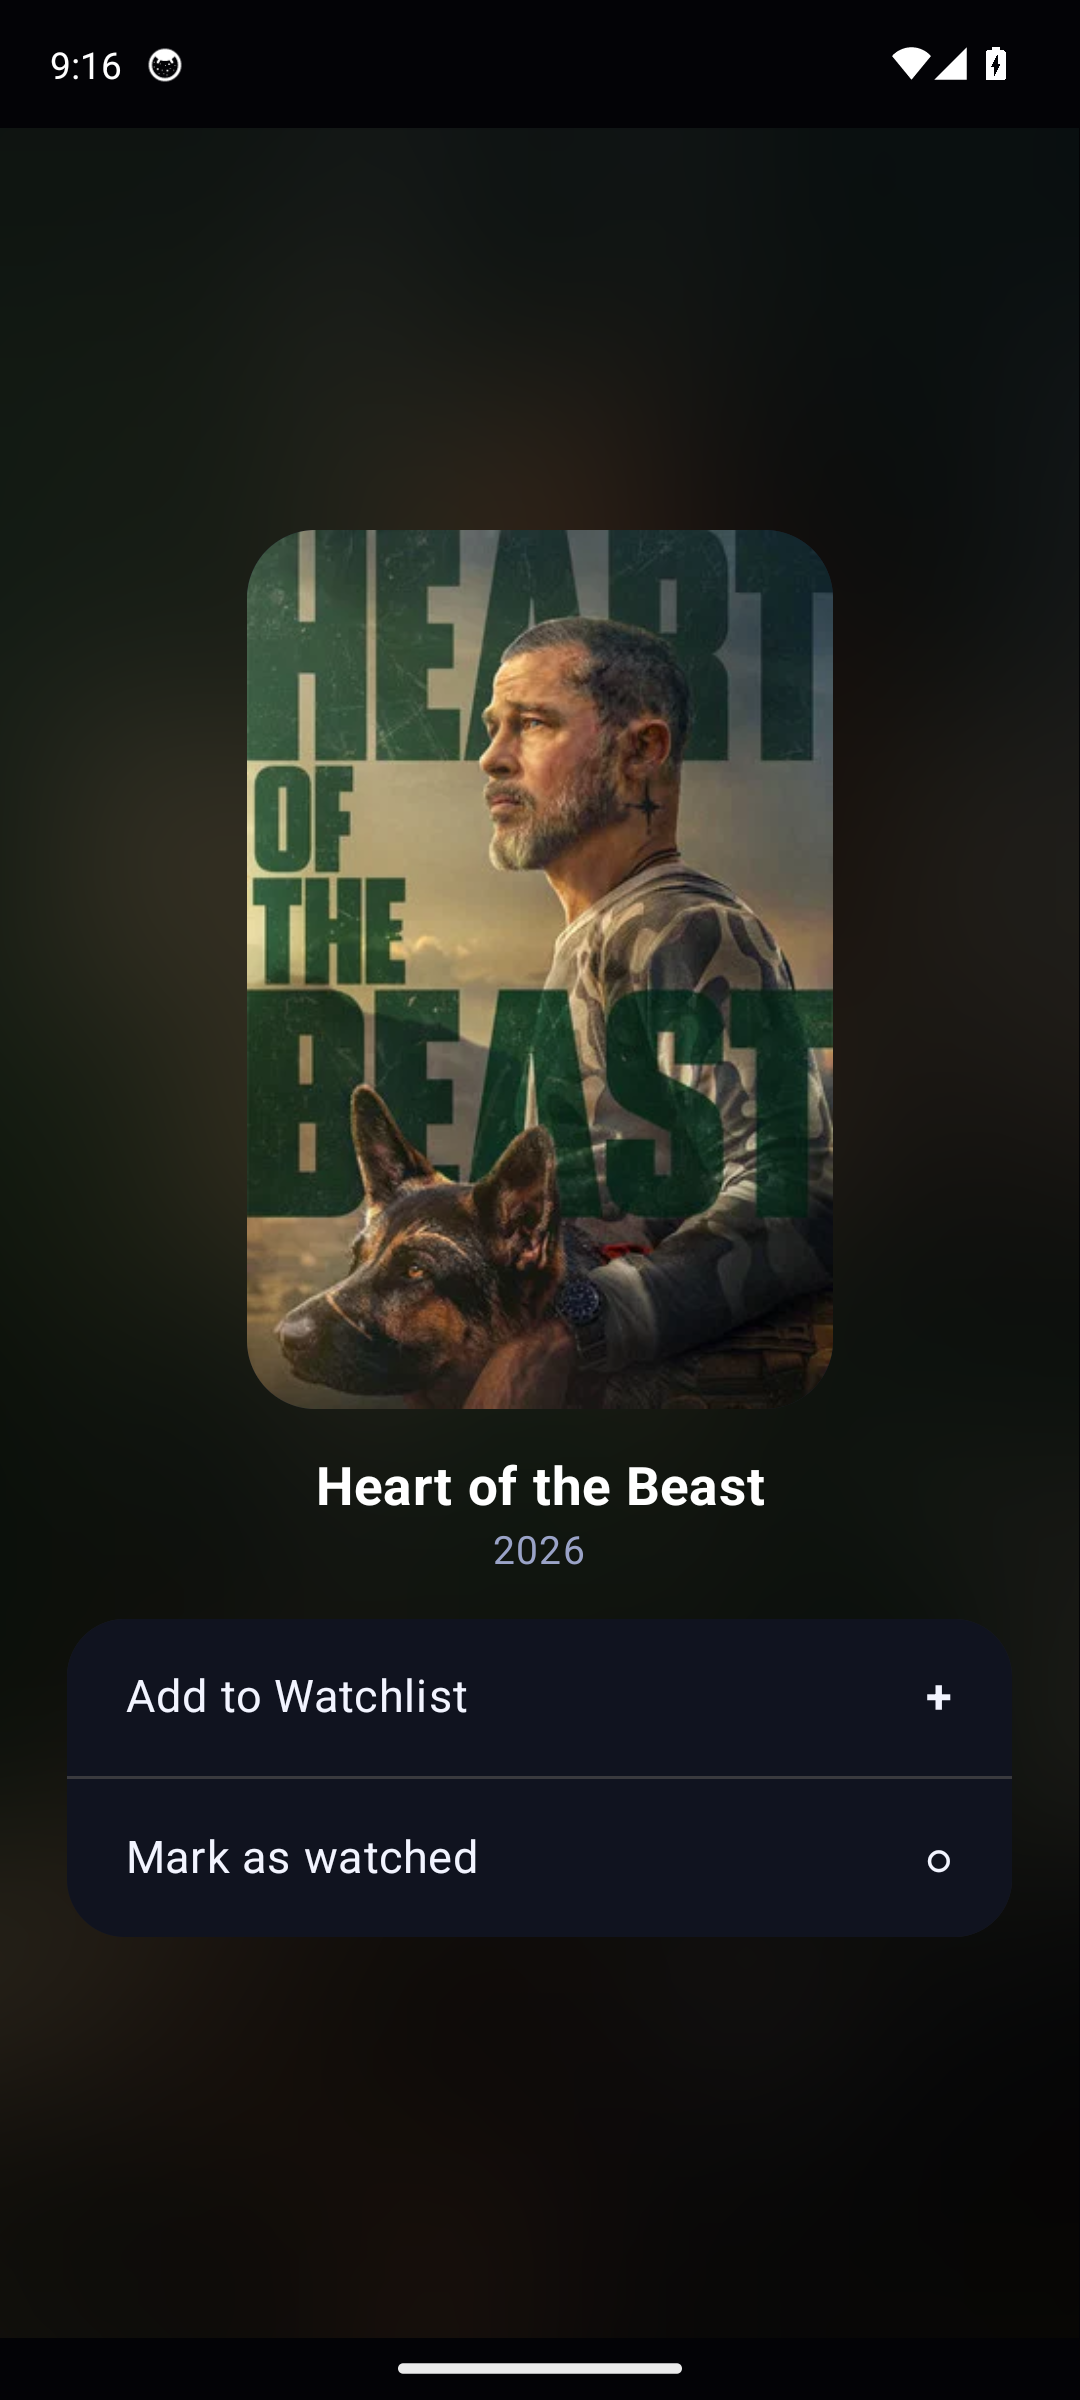 9:16
HEART
OF
THE
BEAST
Heart of the Beast
2026
Add to Watchlist
+
Mark as watched